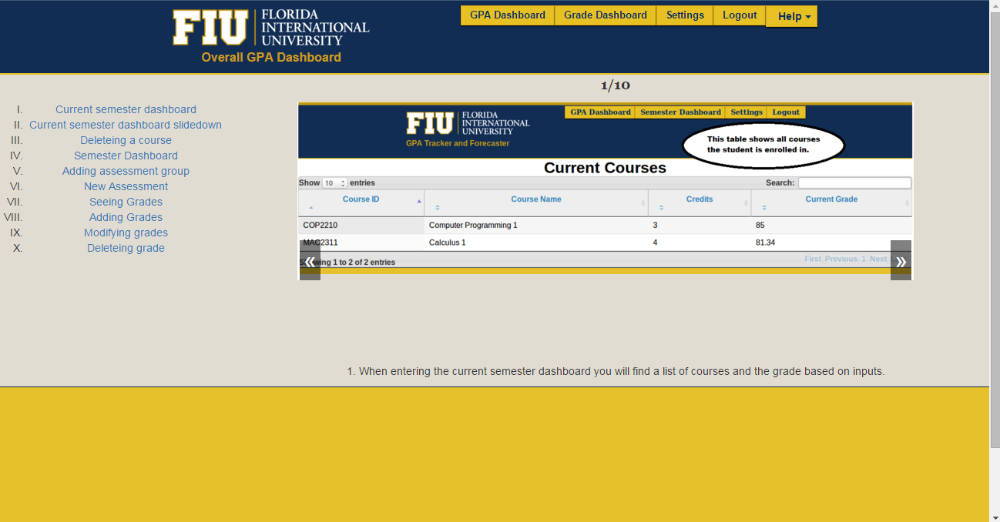 FIU FLORIDA INTERNATIONAL UNIVERSITY
Overall GPA Dashboard
GPA Dashboard Grade Dashboard Settings Logout Help
1/10
I. Current semester dashboard
II. Current semester dashboard slidedown
III. Deleteing a course
IV. Semester Dashboard
V. Adding assessment group
VI. New Assessment
VII. Seeing Grades
VIII. Adding Grades
IX. Modifying grades
X. Deleteing grade
FIU FLORIDA INTERNATIONAL UNIVERSITY
GPA Tracker and Forecaster
GPA Dashboard Semester Dashboard Settings Logout
This table shows all courses
the student is enrolled in.
Current Courses
Show 10 entries Search:
Course ID Course Name Credits Current Grade
COP2210 Computer Programming 1 3 85
MAC2311 Calculus 1 4 81.34
Showing 1 to 2 of 2 entries First Previous 1 Next
« »
1. When entering the current semester dashboard you will find a list of courses and the grade based on inputs.